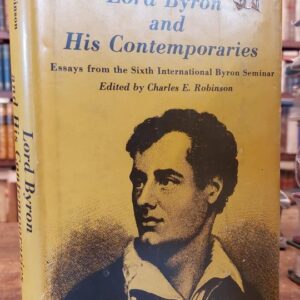 Lord Byron
and
His Contemporaries
Essays from the Sixth International Byron Seminar
Edited by Charles E. Robinson
Lord Byron
and His Contemporaries